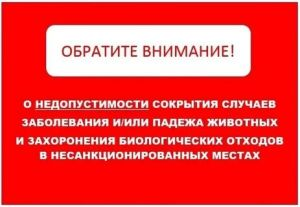 ОБРАТИТЕ ВНИМАНИЕ!
О НЕДОПУСТИМОСТИ СОКРЫТИЯ СЛУЧАЕВ
ЗАБОЛЕВАНИЯ И/ИЛИ ПАДЕЖА ЖИВОТНЫХ
И ЗАХОРОНЕНИЯ БИОЛОГИЧЕСКИХ ОТХОДОВ
В НЕСАНКЦИОНИРОВАННЫХ МЕСТАХ